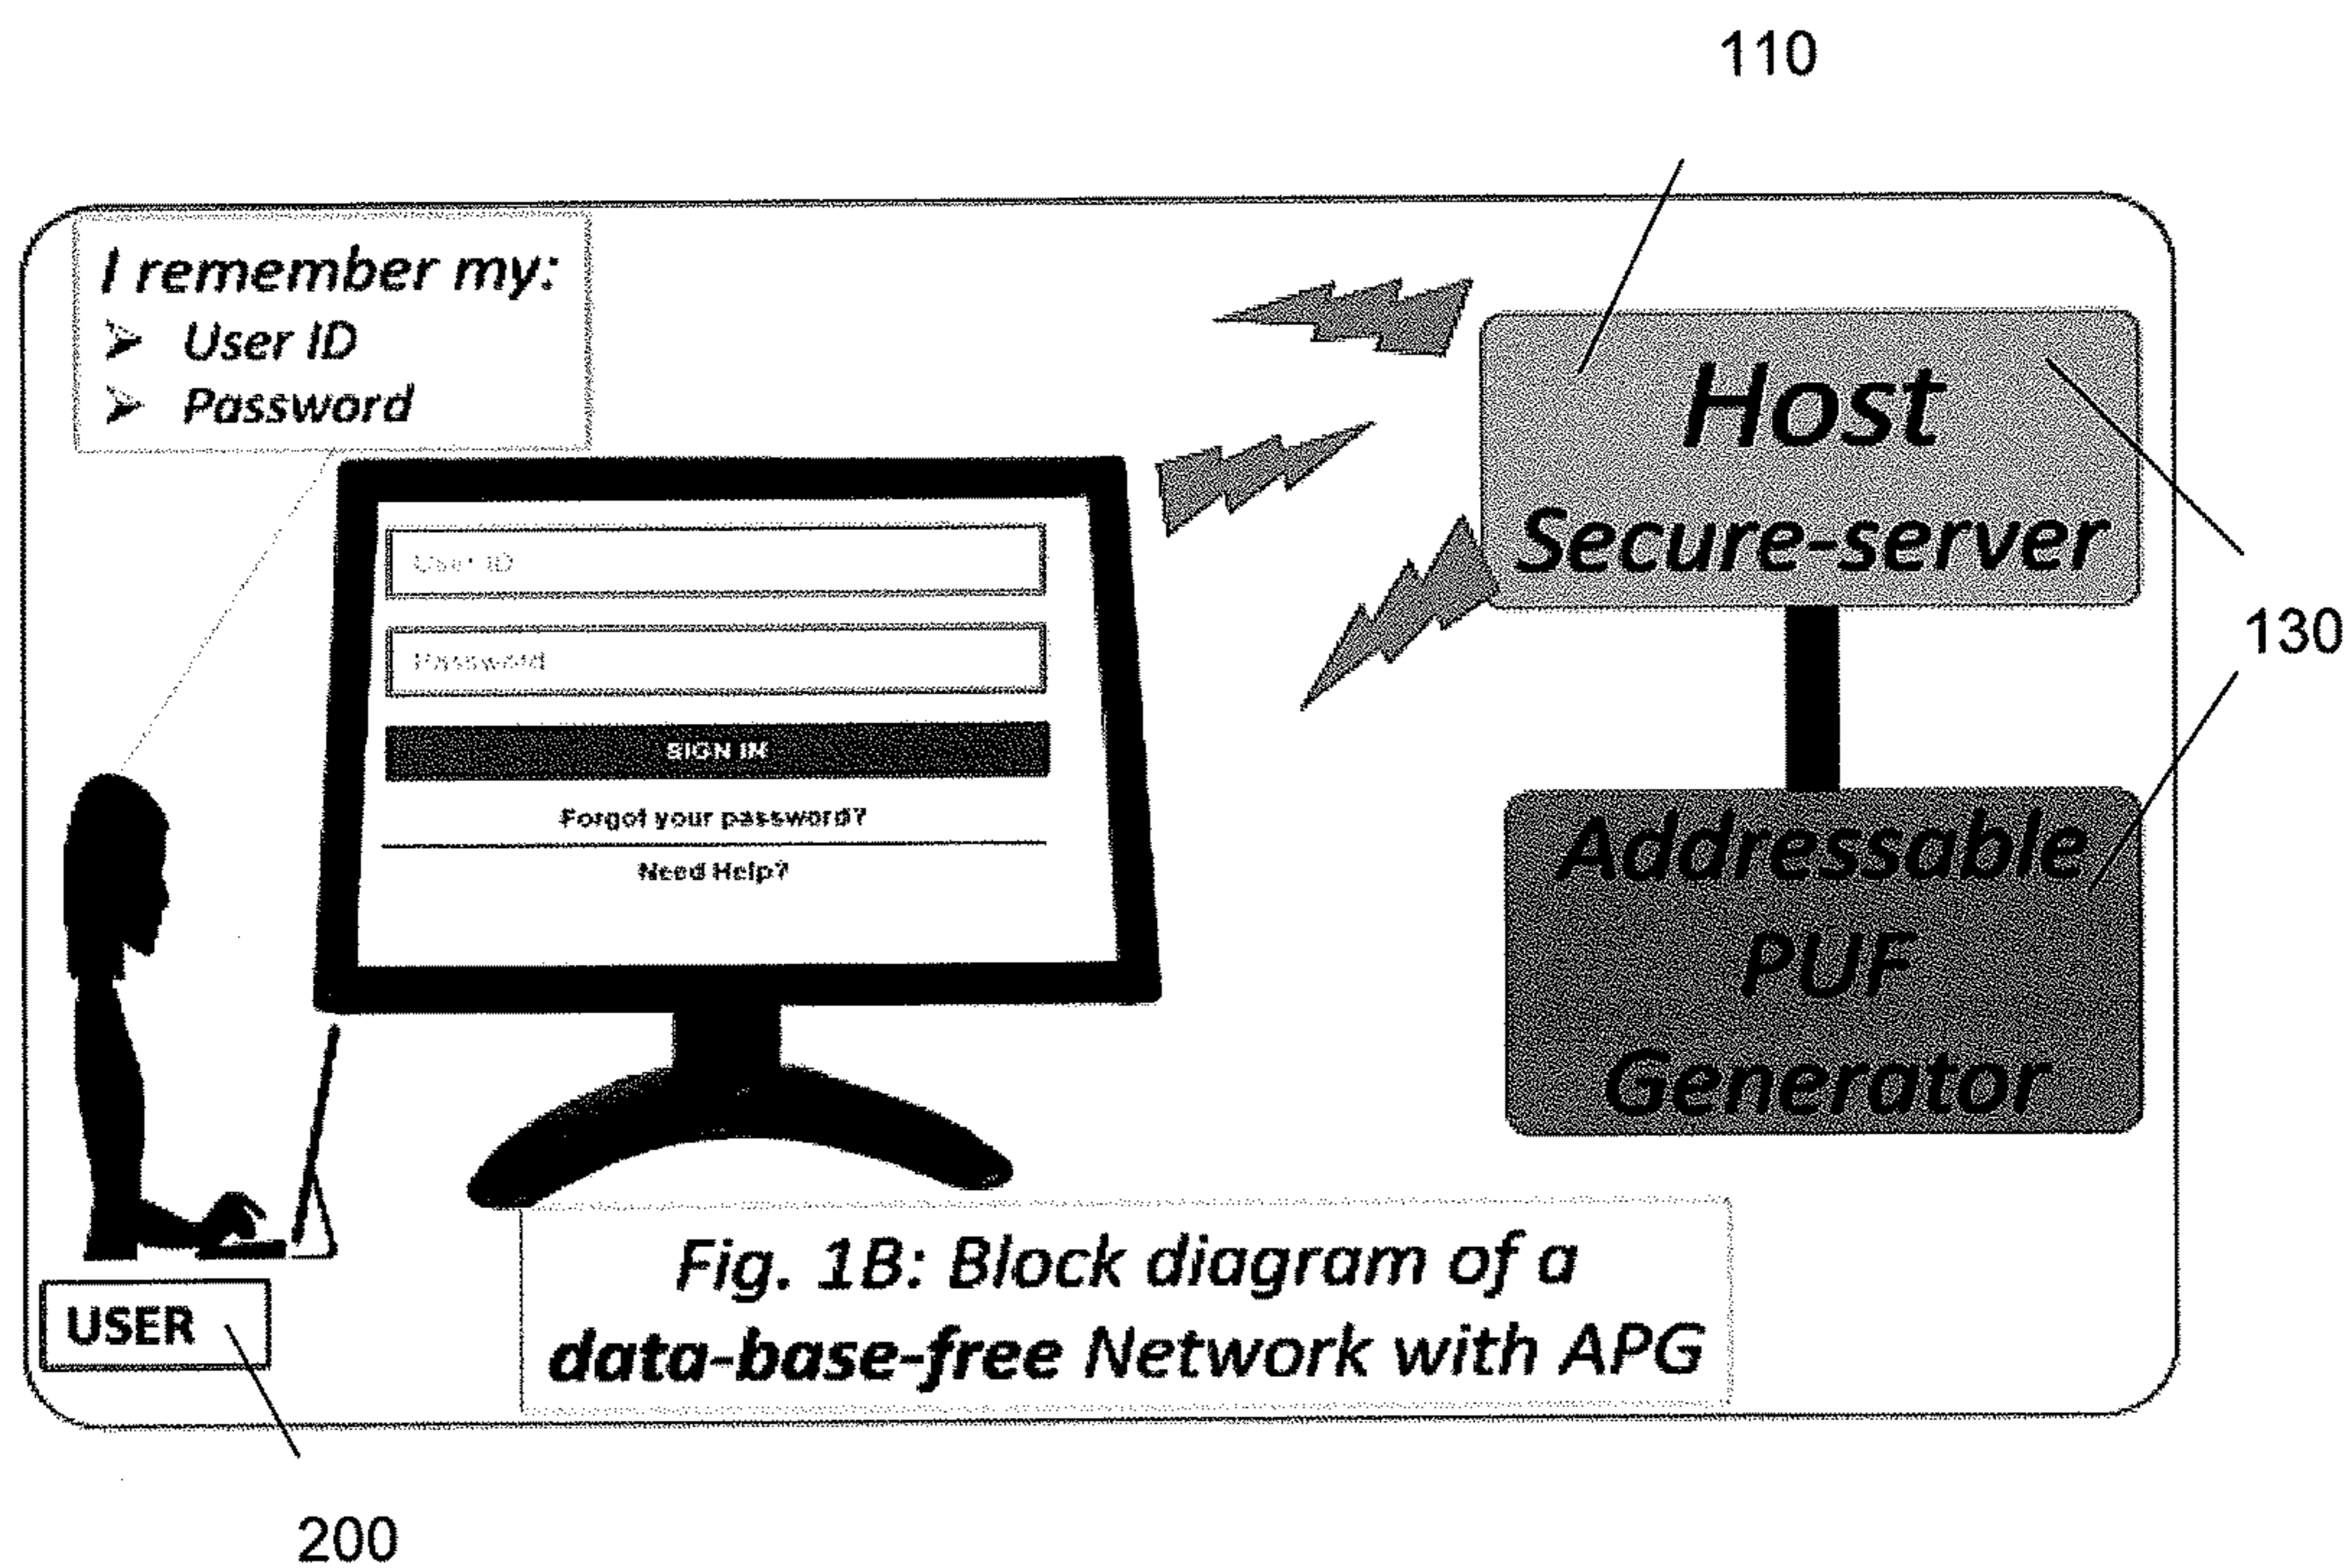 110
I remember my:
➤ User ID
➤ Password
Host
Secure-server
User ID
Password
SIGN IN
Forgot your password?
Need Help?
130
Addressable
PUF
Generator
USER
Fig. 1B: Block diagram of a
data-base-free Network with APG
200